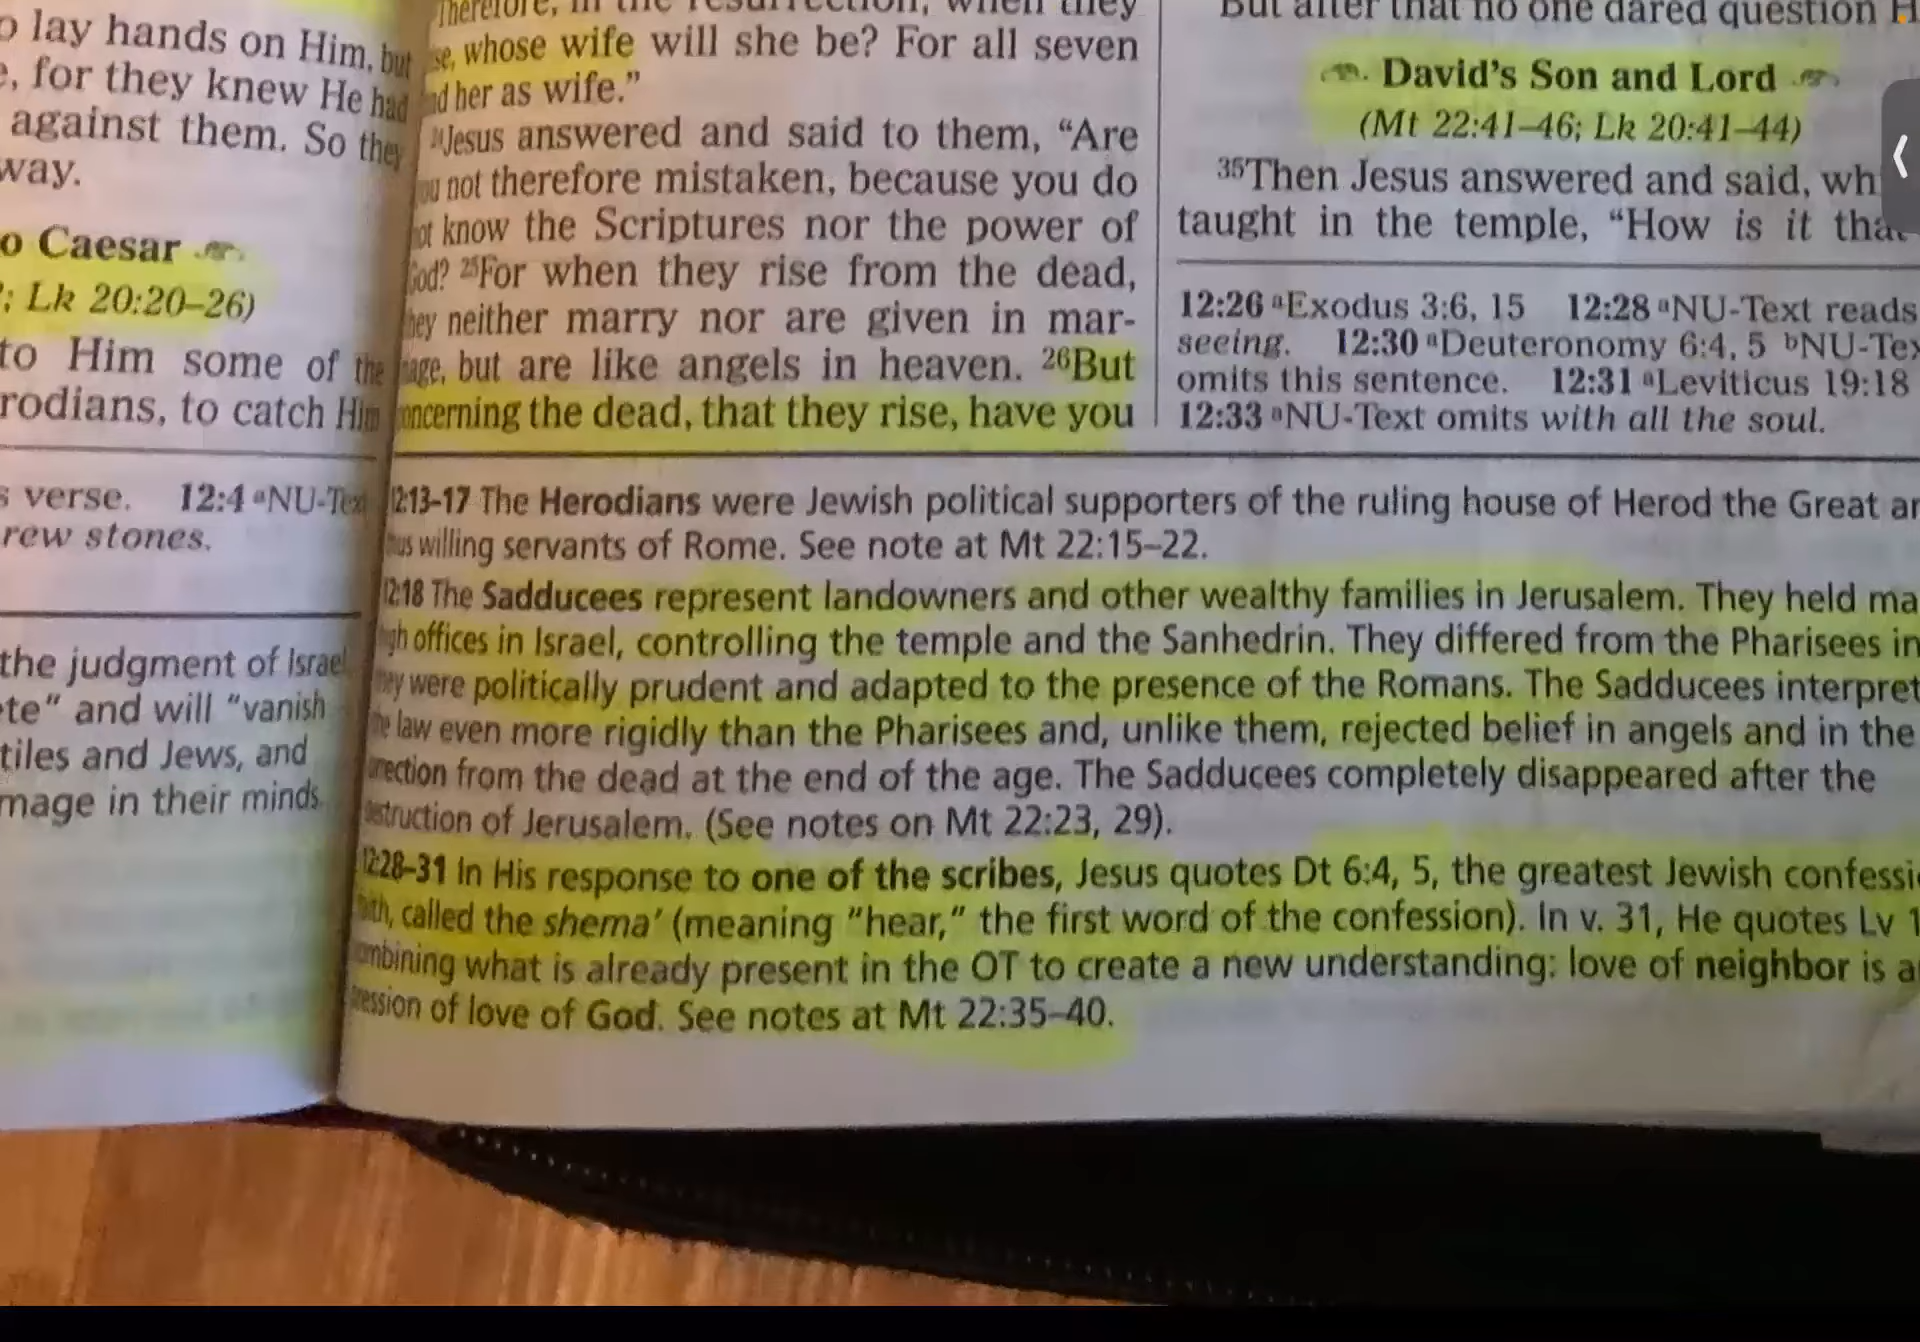 lay hands on Him, but
for they knew He had
against them. So they
way.
Caesar
Lk 20:20–26)
to Him some of the
to catch Him
verse. 12:4 ᵃNU-Text
stones.
the judgment of Israel
and will “vanish
and Jews, and
in their minds.
Therefore, in the resurrection, when they
whose wife will she be? For all seven
her as wife.”
²⁴Jesus answered and said to them, “Are
not therefore mistaken, because you do
know the Scriptures nor the power of
God? ²⁵For when they rise from the dead,
they neither marry nor are given in mar-
but are like angels in heaven. ²⁶But
concerning the dead, that they rise, have you
But after that no one dared question
David’s Son and Lord
(Mt 22:41–46; Lk 20:41–44)
³⁵Then Jesus answered and said,
taught in the temple, “How is it that
12:26 ᵃExodus 3:6, 15 12:28 ᵃNU-Text reads
seeing. 12:30 ᵃDeuteronomy 6:4, 5 ᵇNU-Tex
omits this sentence. 12:31 ᵃLeviticus 19:18
12:33 ᵃNU-Text omits with all the soul.
12:13–17 The Herodians were Jewish political supporters of the ruling house of Herod the Great
willing servants of Rome. See note at Mt 22:15–22.
12:18 The Sadducees represent landowners and other wealthy families in Jerusalem. They held
offices in Israel, controlling the temple and the Sanhedrin. They differed from the Pharisees in
they were politically prudent and adapted to the presence of the Romans. The Sadducees interpret
the law even more rigidly than the Pharisees and, unlike them, rejected belief in angels and in the
from the dead at the end of the age. The Sadducees completely disappeared after the
destruction of Jerusalem. (See notes on Mt 22:23, 29).
12:28–31 In His response to one of the scribes, Jesus quotes Dt 6:4, 5, the greatest Jewish
faith, called the shema’ (meaning “hear,” the first word of the confession). In v. 31, He quotes Lv
combining what is already present in the OT to create a new understanding: love of neighbor is
of love of God. See notes at Mt 22:35–40.